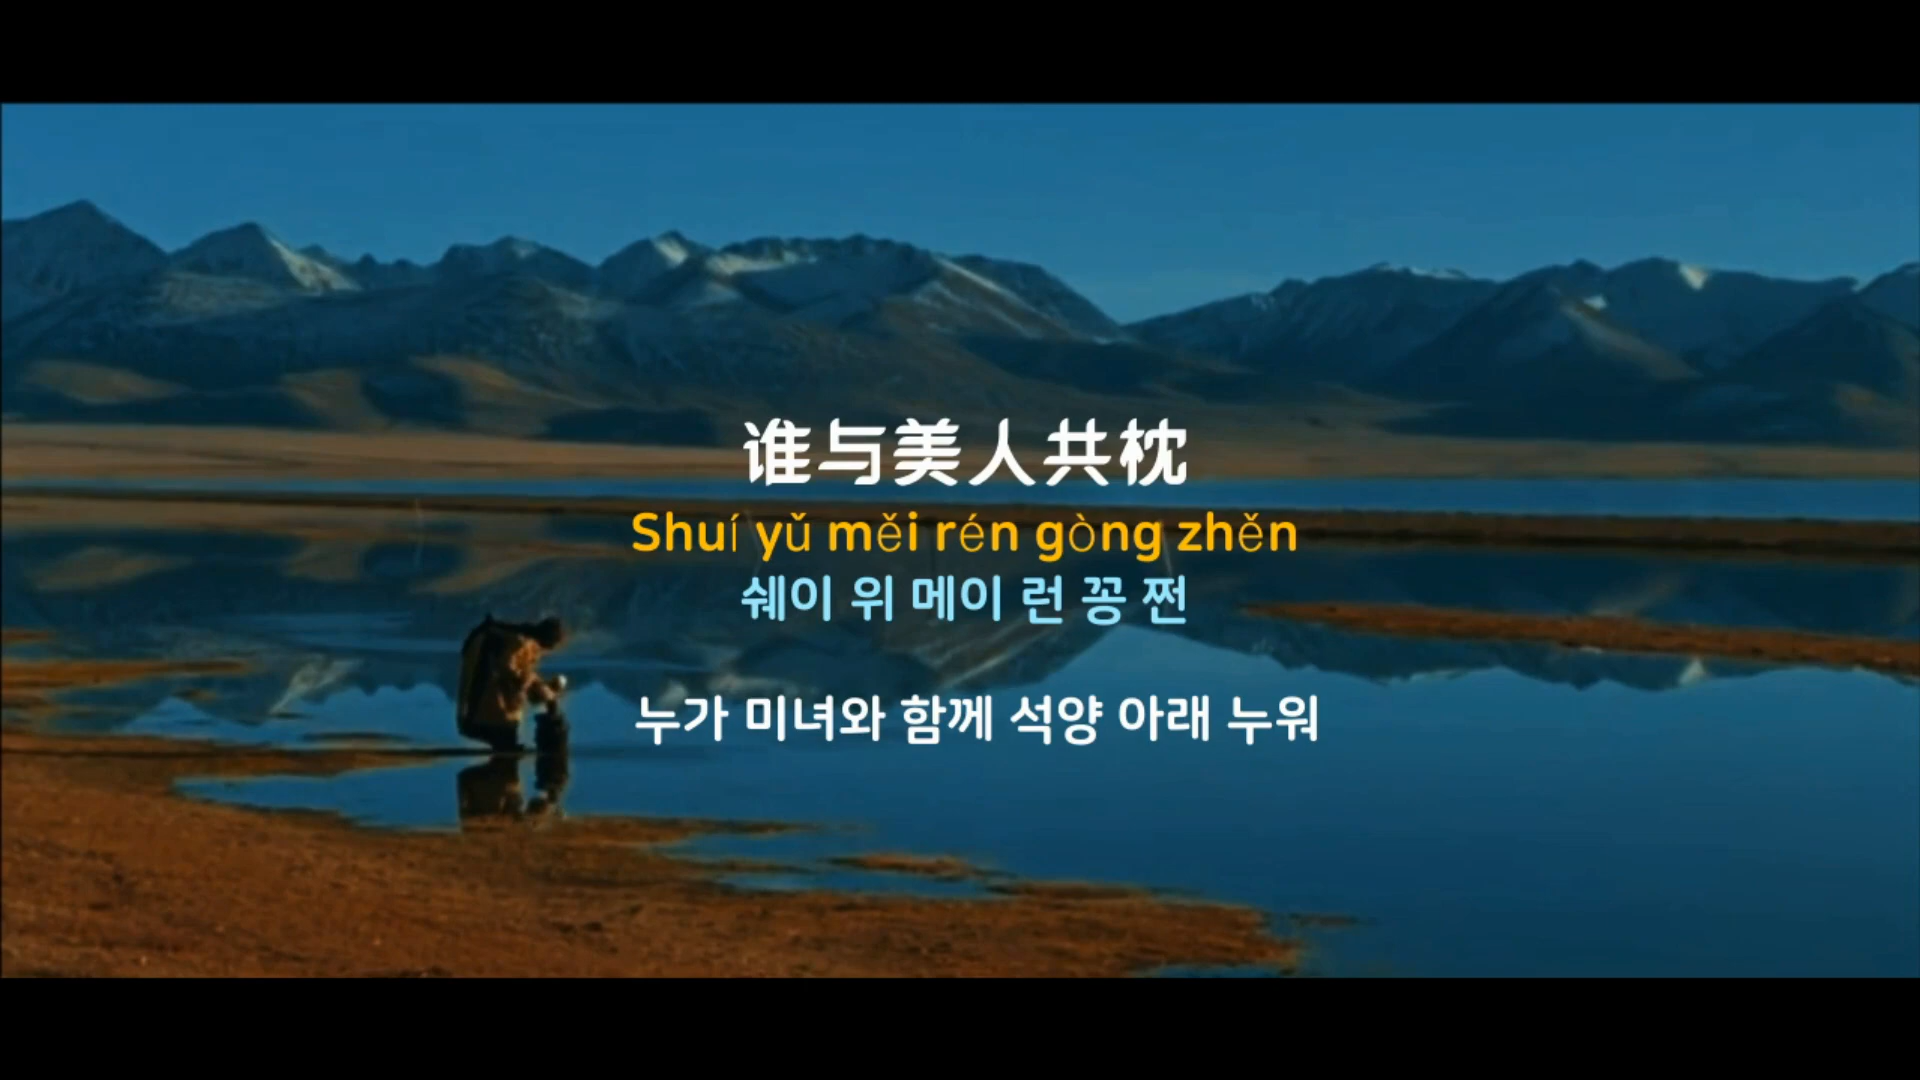 谁与美人共枕
Shuí yǔ měi rén gòng zhěn
쉐이 위 메이 런 꽁 쩐
누가 미녀와 함께 석양 아래 누워